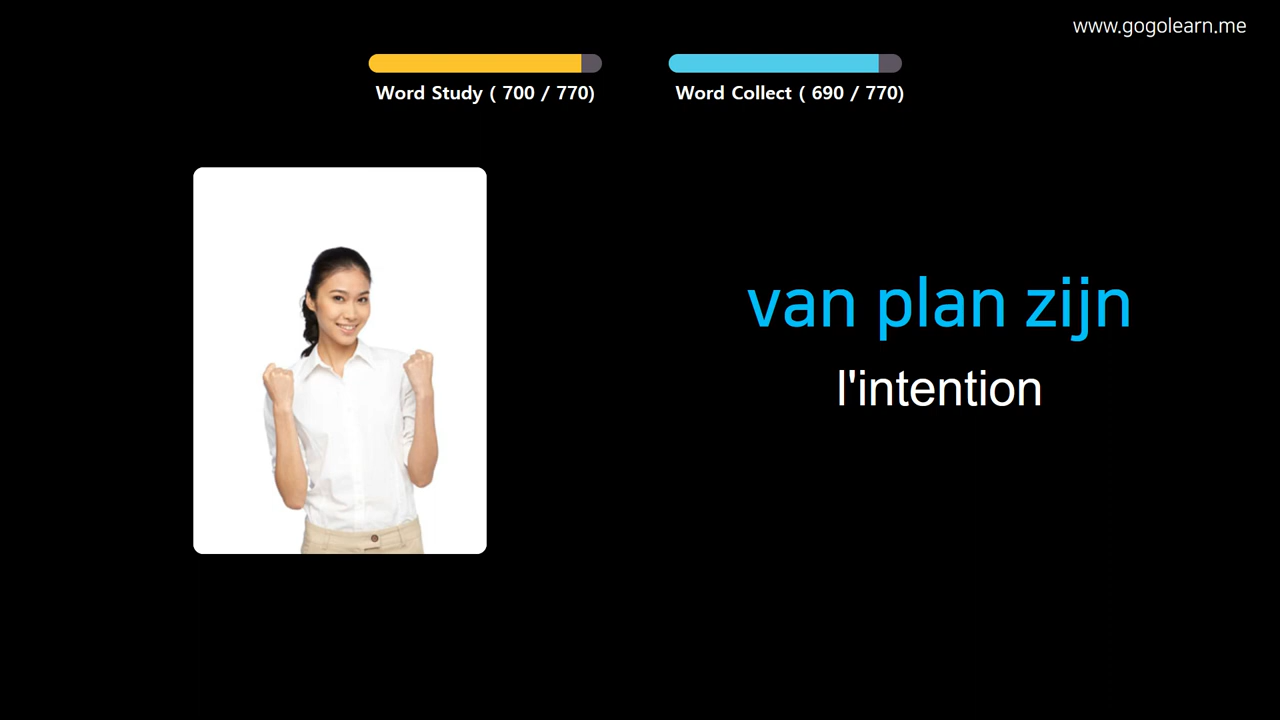 www.gogolearn.me
Word Study ( 700 / 770)
Word Collect ( 690 / 770)
van plan zijn
l'intention